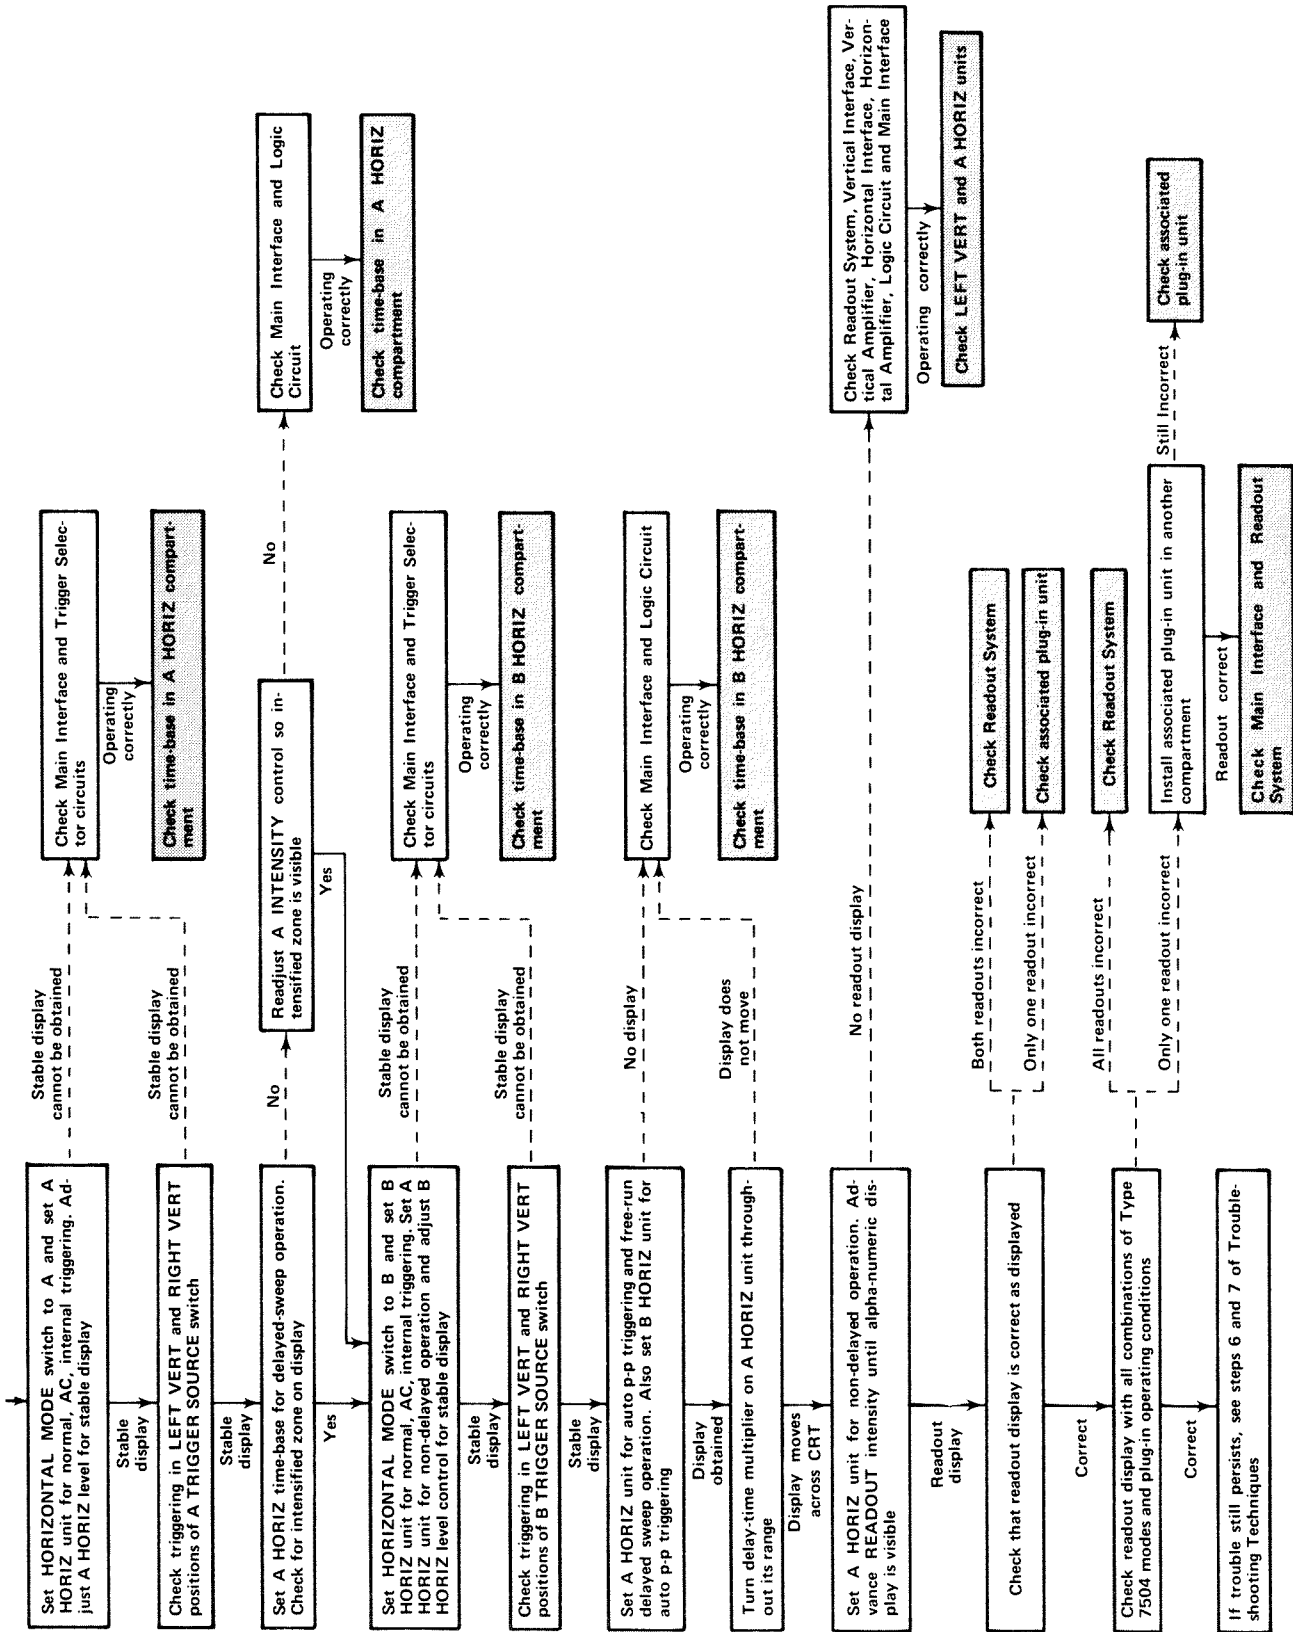 Set HORIZONTAL MODE switch to A and set A
HORIZ unit for normal, AC, internal triggering. Ad-
just A HORIZ level for stable display
Stable display
cannot be obtained
Check Main Interface and Trigger Selec-
tor circuits
Operating
correctly
Check time-base in A HORIZ compart-
ment
Stable
display
Check triggering in LEFT VERT and RIGHT VERT
positions of A TRIGGER SOURCE switch
Stable display
cannot be obtained
Stable
display
Set A HORIZ time-base for delayed-sweep operation.
Check for intensified zone on display
No
Readjust A INTENSITY control so in-
tensified zone is visible
No
Check Main Interface and Logic
Circuit
Operating
correctly
Check time-base in A HORIZ
compartment
Yes
Yes
Set HORIZONTAL MODE switch to B and set B
HORIZ unit for normal, AC, internal triggering. Set A
HORIZ unit for non-delayed operation and adjust B
HORIZ level control for stable display
Stable display
cannot be obtained
Check Main Interface and Trigger Selec-
tor circuits
Operating
correctly
Check time-base in B HORIZ compart-
ment
Stable
display
Check triggering in LEFT VERT and RIGHT VERT
positions of B TRIGGER SOURCE switch
Stable display
cannot be obtained
Stable
display
Set A HORIZ unit for auto p-p triggering and free-run
delayed sweep operation. Also set B HORIZ unit for
auto p-p triggering
No display
Check Main Interface and Logic Circuit
Operating
correctly
Check time-base in B HORIZ compart-
ment
Display
obtained
Turn delay-time multiplier on A HORIZ unit through-
out its range
Display does
not move
Display moves
across CRT
Set A HORIZ unit for non-delayed operation. Ad-
vance READOUT intensity until alpha-numeric dis-
play is visible
No readout display
Check Readout System, Vertical Interface, Ver-
tical Amplifier, Horizontal Interface, Horizon-
tal Amplifier, Logic Circuit and Main Interface
Operating correctly
Check LEFT VERT and A HORIZ units
Readout
display
Check that readout display is correct as displayed
Both readouts incorrect
Check Readout System
Only one readout incorrect
Check associated plug-in unit
Correct
Check readout display with all combinations of Type
7504 modes and plug-in operating conditions
All readouts incorrect
Check Readout System
Only one readout incorrect
Install associated plug-in unit in another
compartment
Still Incorrect
Check associated
plug-in unit
Readout correct
Check Main Interface and Readout
System
Correct
If trouble still persists, see steps 6 and 7 of Trouble-
shooting Techniques